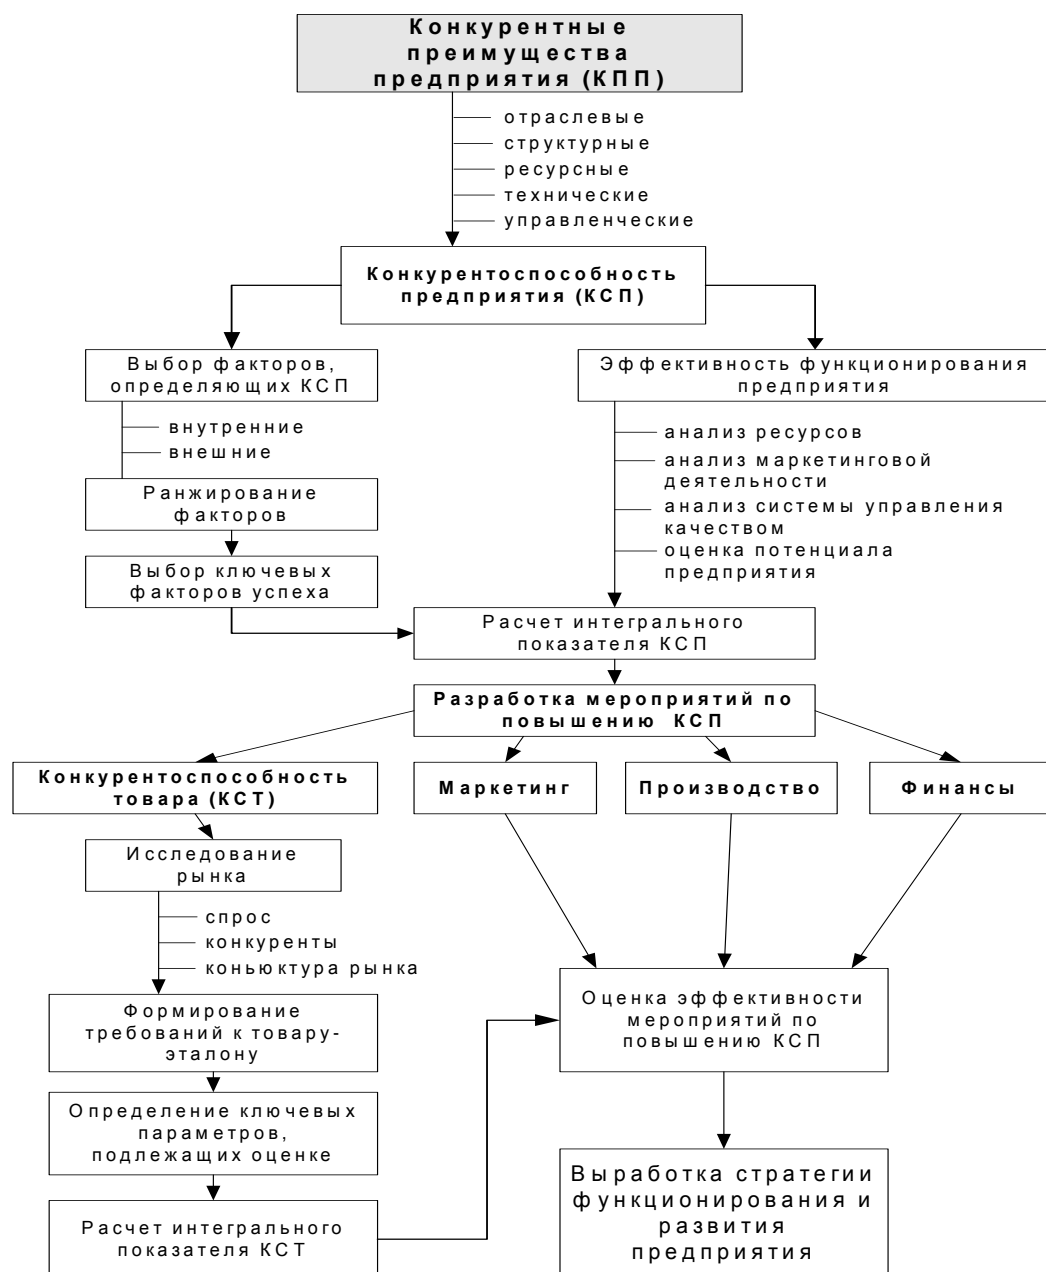 Конкурентные
преимущества
предприятия (КПП)
отраслевые
структурные
ресурсные
технические
управленческие
Конкурентоспособность
предприятия (КСП)
Выбор факторов,
определяющих КСП
внутренние
внешние
Ранжирование
факторов
Выбор ключевых
факторов успеха
Эффективность функционирования
предприятия
анализ ресурсов
анализ маркетинговой
деятельности
анализ системы управления
качеством
оценка потенциала
предприятия
Расчет интегрального
показателя КСП
Разработка мероприятий по
повышению КСП
Конкурентоспособность
товара (КСТ)
Маркетинг
Производство
Финансы
Исследование
рынка
спрос
конкуренты
коньюктура рынка
Формирование
требований к товару-
эталону
Определение ключевых
параметров,
подлежащих оценке
Расчет интегрального
показателя КСТ
Оценка эффективности
мероприятий по
повышению КСП
Выработка стратегии
функционирования и
развития
предприятия